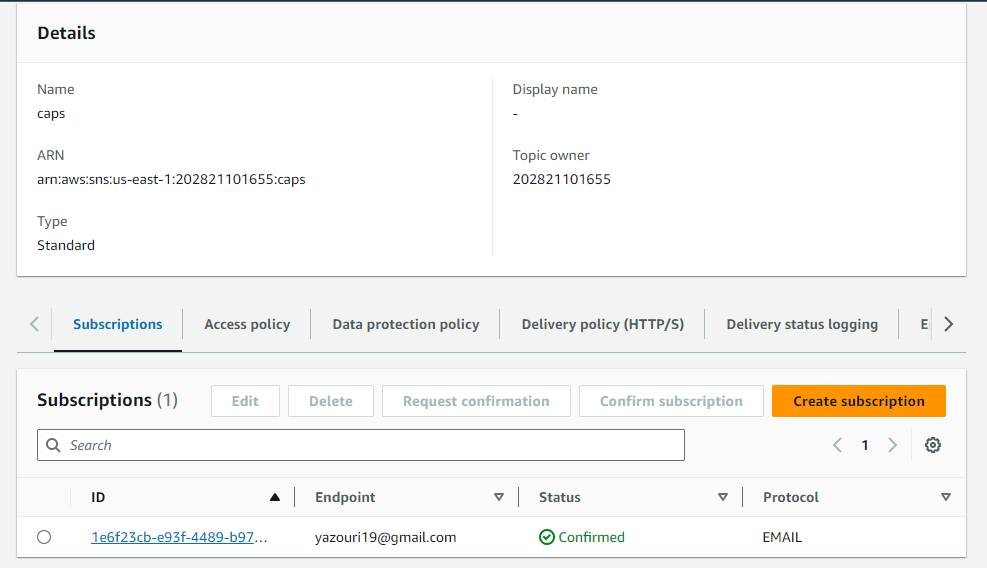 Details
Name
caps
Display name
-
ARN
arn:aws:sns:us-east-1:202821101655:caps
Topic owner
202821101655
Type
Standard
Subscriptions Access policy Data protection policy Delivery policy (HTTP/S) Delivery status logging E
Subscriptions (1) Edit Delete Request confirmation Confirm subscription Create subscription
Search 1
ID Endpoint Status Protocol
1e6f23cb-e93f-4489-b97... yazouri19@gmail.com Confirmed EMAIL